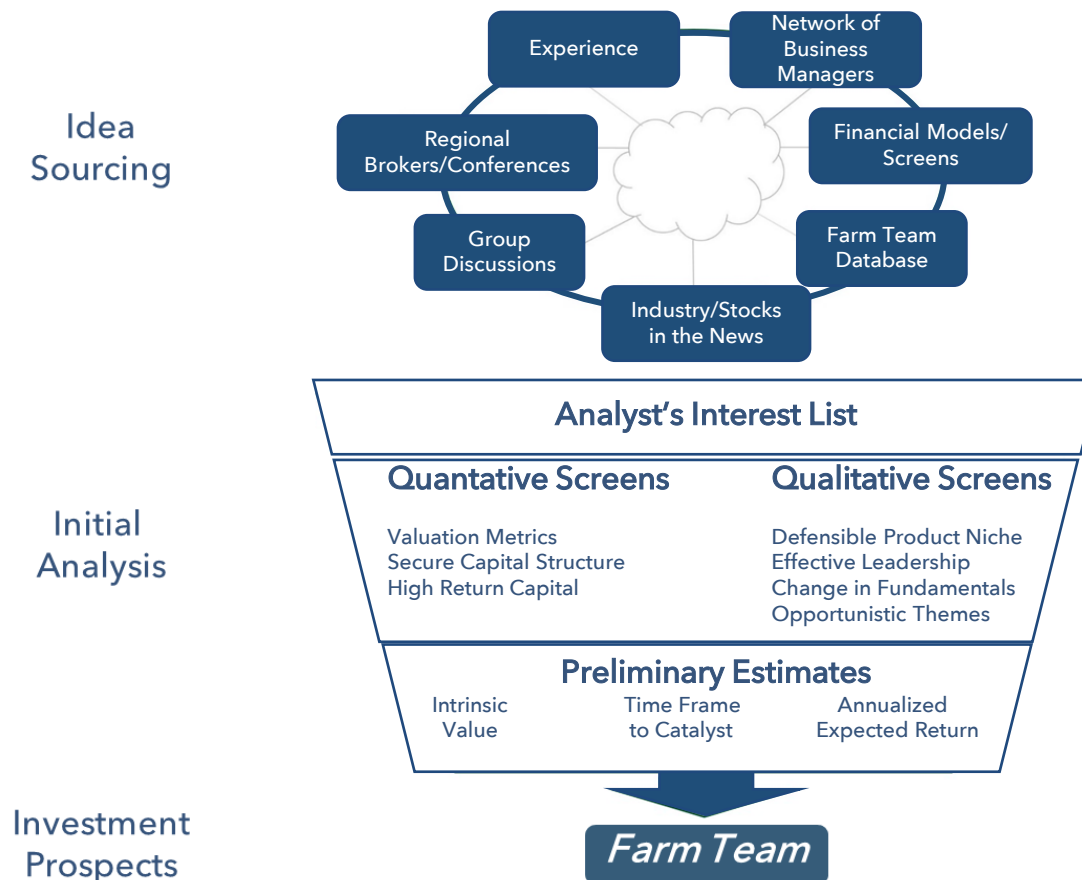 Idea
Sourcing
Experience
Network of
Business
Managers
Regional
Brokers/Conferences
Financial Models/
Screens
Group
Discussions
Farm Team
Database
Industry/Stocks
in the News
Analyst's Interest List
Initial
Analysis
Quantative Screens
Valuation Metrics
Secure Capital Structure
High Return Capital
Qualitative Screens
Defensible Product Niche
Effective Leadership
Change in Fundamentals
Opportunistic Themes
Preliminary Estimates
Intrinsic
Value
Time Frame
to Catalyst
Annualized
Expected Return
Investment
Prospects
Farm Team